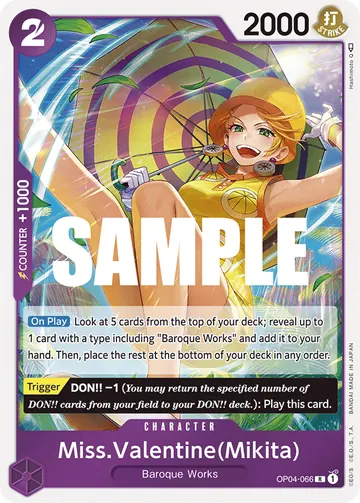 2
2000
打
STRIKE
Hashimoto Q
COUNTER +1000
SAMPLE
On Play Look at 5 cards from the top of your deck; reveal up to
1 card with a type including "Baroque Works" and add it to your
hand. Then, place the rest at the bottom of your deck in any order.
Trigger DON!! −1 (You may return the specified number of
DON!! cards from your field to your DON!! deck.): Play this card.
CHARACTER
Miss.Valentine(Mikita)
Baroque Works
OP04-066 R 1
©E.O./S. ©E.O./S., T.A. BANDAI MADE IN JAPAN